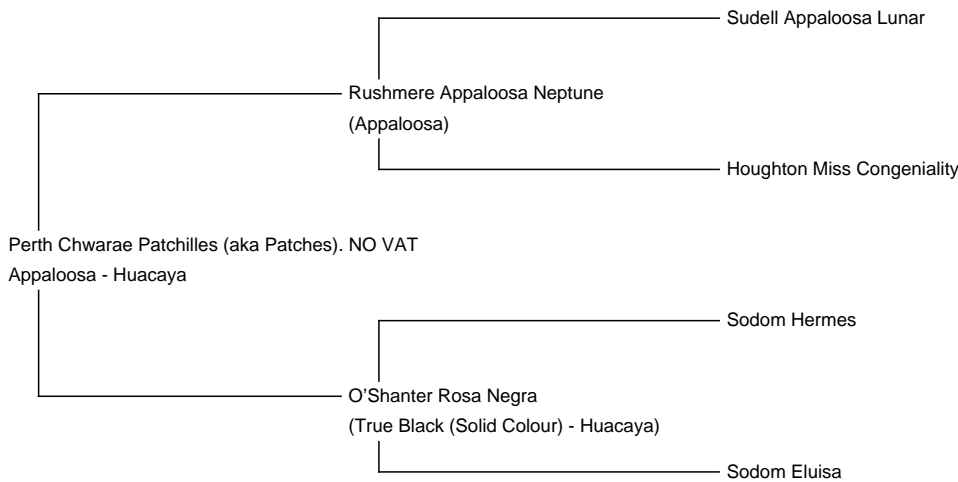 Sudell Appaloosa Lunar
Rushmere Appaloosa Neptune
(Appaloosa)
Houghton Miss Congeniality
Perth Chwarae Patchilles (aka Patches). NO VAT
Appaloosa - Huacaya
Sodom Hermes
O'Shanter Rosa Negra
(True Black (Solid Colour) - Huacaya)
Sodom Eluisa